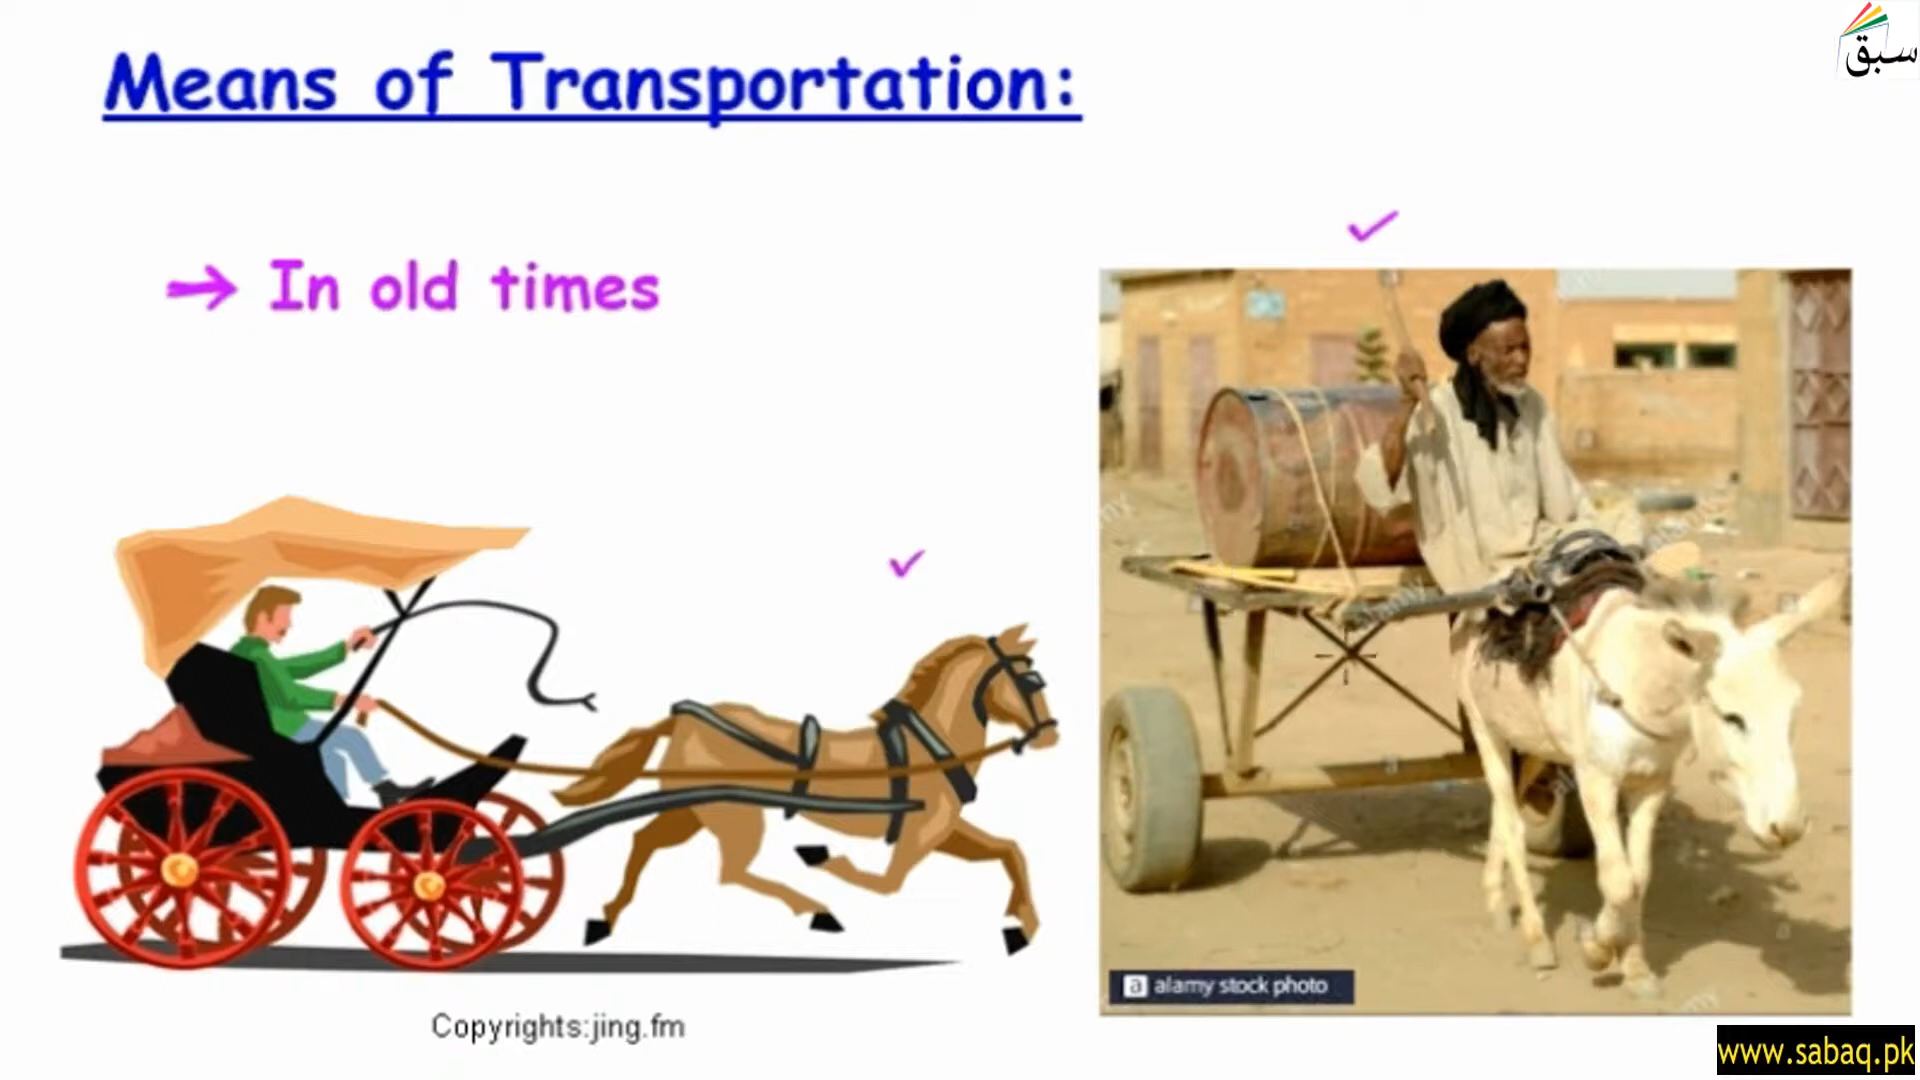 سبق
Means of Transportation:
→ In old times
a alamy stock photo
Copyrights:jing.fm
www.sabaq.pk